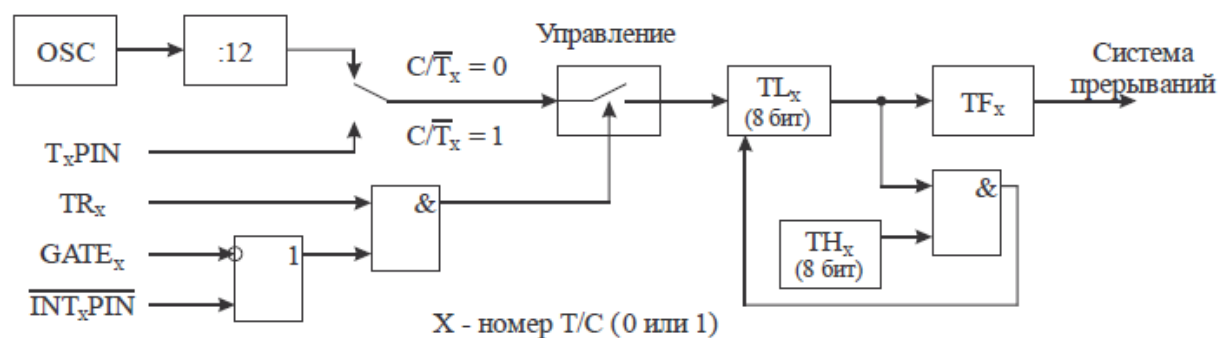 OSC
:12
C/T̅ₓ = 0
Управление
TLₓ
(8 бит)
TFₓ
Система
прерываний
C/T̅ₓ = 1
TₓPIN
TRₓ
&
GATEₓ
1
I̅N̅T̅ₓP̅I̅N̅
&
THₓ
(8 бит)
X - номер T/C (0 или 1)